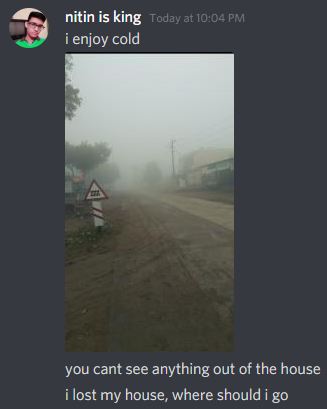 nitin is king Today at 10:04 PM
i enjoy cold
you cant see anything out of the house
i lost my house, where should i go